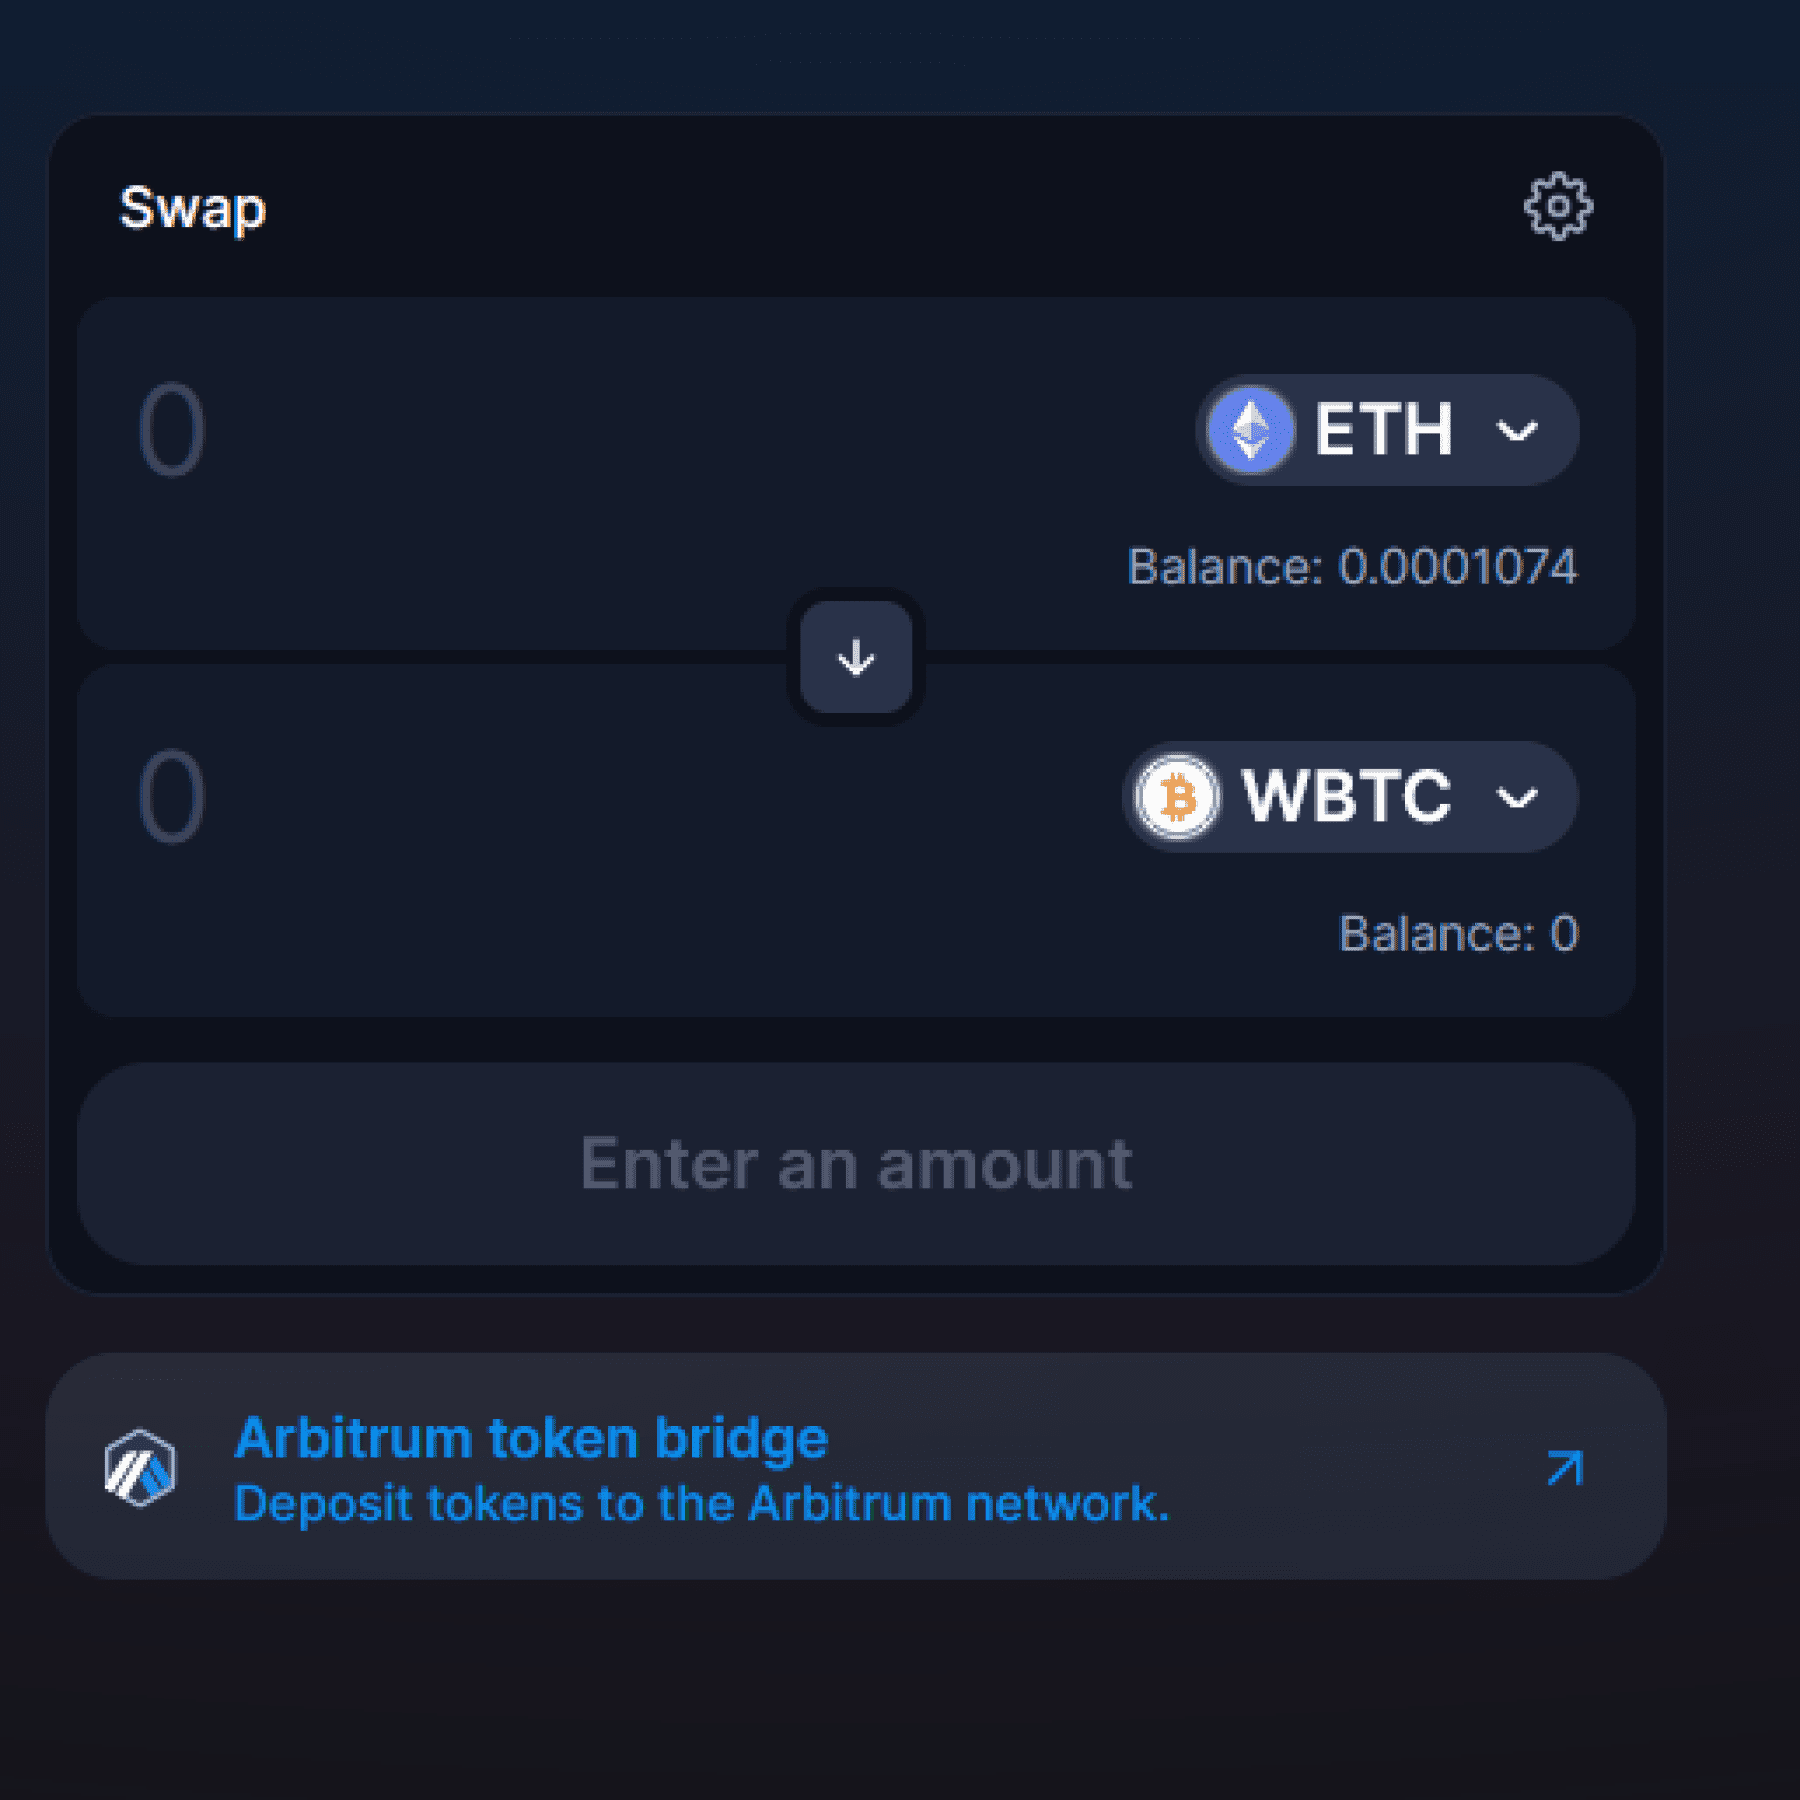 Swap
0
ETH
Balance: 0.0001074
0
WBTC
Balance: 0
Enter an amount
Arbitrum token bridge
Deposit tokens to the Arbitrum network.